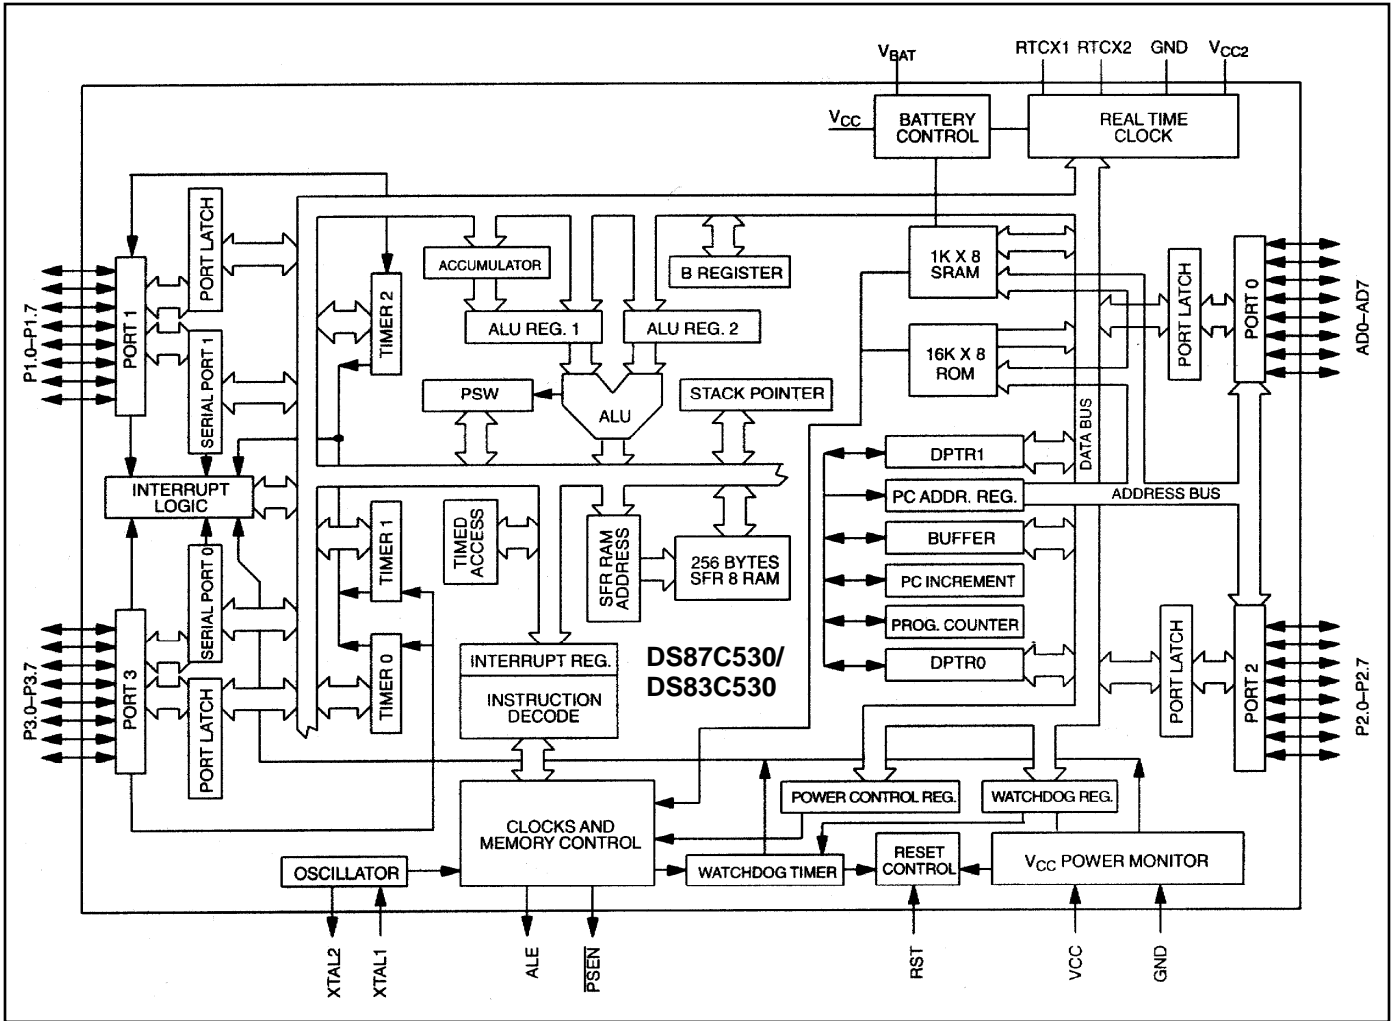 V_BAT
RTCX1 RTCX2 GND V_CC2
V_CC
BATTERY
CONTROL
REAL TIME
CLOCK
PORT LATCH
PORT 1
P1.0–P1.7
SERIAL PORT 1
TIMER 2
ACCUMULATOR
B REGISTER
ALU REG. 1
ALU REG. 2
PSW
ALU
STACK POINTER
1K X 8
SRAM
16K X 8
ROM
PORT LATCH
PORT 0
AD0–AD7
DATA BUS
ADDRESS BUS
INTERRUPT
LOGIC
TIMER 1
TIMED
ACCESS
SFR RAM
ADDRESS
256 BYTES
SFR 8 RAM
DPTR1
PC ADDR. REG.
BUFFER
PC INCREMENT
PROG. COUNTER
DPTR0
SERIAL PORT 0
PORT 3
P3.0–P3.7
PORT LATCH
TIMER 0
INTERRUPT REG.
INSTRUCTION
DECODE
DS87C530/
DS83C530
PORT LATCH
PORT 2
P2.0–P2.7
CLOCKS AND
MEMORY CONTROL
POWER CONTROL REG.
WATCHDOG REG.
OSCILLATOR
WATCHDOG TIMER
RESET
CONTROL
V_CC POWER MONITOR
XTAL2
XTAL1
ALE
PSEN
RST
VCC
GND